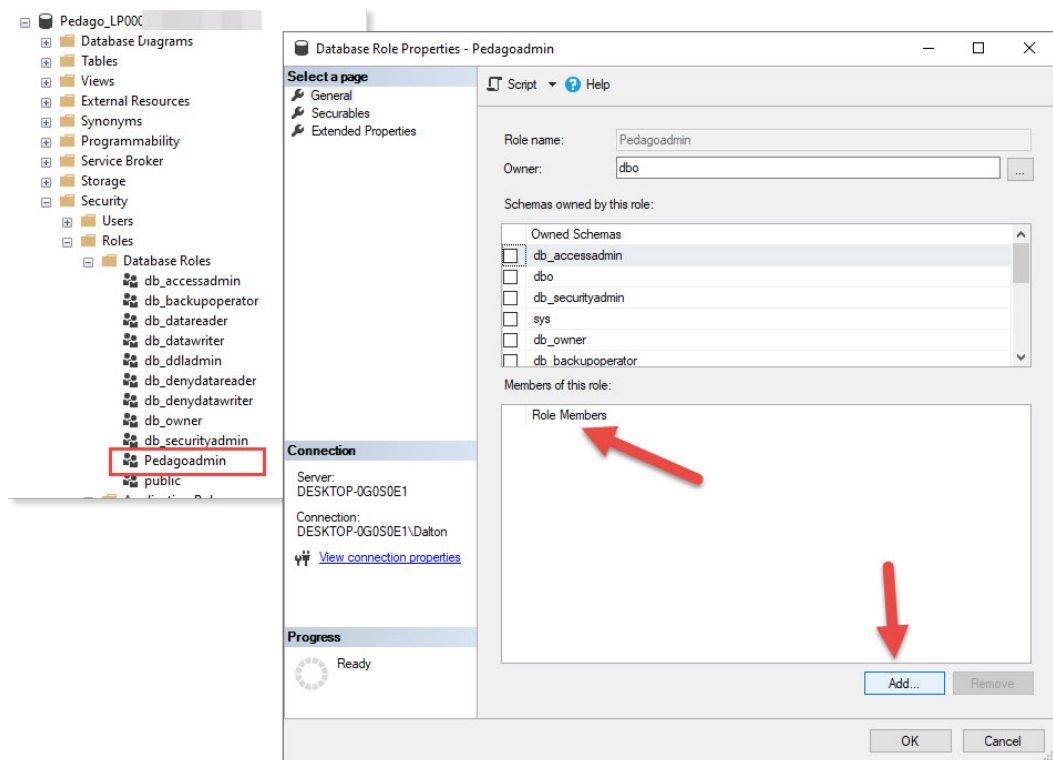 Pedago_LP000
Database Diagrams
Tables
Views
External Resources
Synonyms
Programmability
Service Broker
Storage
Security
Users
Roles
Database Roles
db_accessadmin
db_backupoperator
db_datareader
db_datawriter
db_ddladmin
db_denydatareader
db_denydatawriter
db_owner
db_securityadmin
Pedagoadmin
public
Database Role Properties - Pedagoadmin
Select a page
General
Securables
Extended Properties
Connection
Server:
DESKTOP-0G0S0E1
Connection:
DESKTOP-0G0S0E1\Dalton
View connection properties
Progress
Ready
Script Help
Role name: Pedagoadmin
Owner: dbo ...
Schemas owned by this role:
Owned Schemas
db_accessadmin
dbo
db_securityadmin
sys
db_owner
db_backupoperator
Members of this role:
Role Members
Add... Remove
OK Cancel